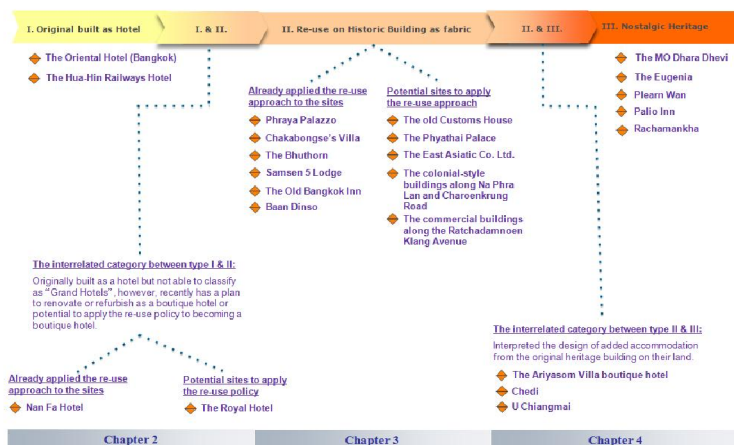 I. Original built as Hotel
I. & II.
II. Re-use on Historic Building as fabric
II. & III.
III. Nostalgic Heritage
The Oriental Hotel (Bangkok)
The Hua-Hin Railways Hotel
Already applied the re-use
approach to the sites
Phraya Palazzo
Chakabongse's Villa
The Bhuthorn
Samsen 5 Lodge
The Old Bangkok Inn
Baan Dinso
Potential sites to apply
the re-use approach
The old Customs House
The Phyathai Palace
The East Asiatic Co. Ltd.
The colonial-style
buildings along Na Phra
Lan and Charoenkrung
Road
The commercial buildings
along the Ratchadamnoen
Klang Avenue
The MO Dhara Dhevi
The Eugenia
Plearn Wan
Palio Inn
Rachamankha
The interrelated category between type I & II:
Originally built as a hotel but not able to classify
as "Grand Hotels", however, recently has a plan
to renovate or refurbish as a boutique hotel or
potential to apply the re-use policy to becoming a
boutique hotel.
Already applied the re-use
approach to the sites
Nan Fa Hotel
Potential sites to apply
the re-use policy
The Royal Hotel
The interrelated category between type II & III:
Interpreted the design of added accommodation
from the original heritage building on their land.
The Ariyasom Villa boutique hotel
Chedi
U Chiangmai
Chapter 2
Chapter 3
Chapter 4